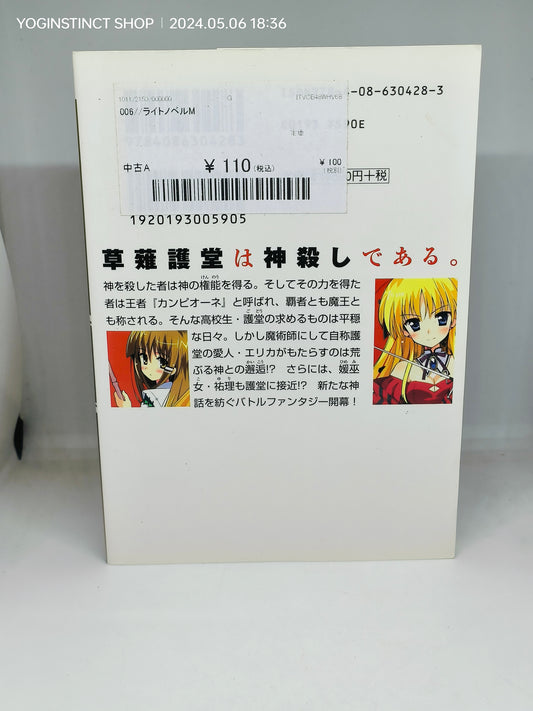 YOGINSTINCT SHOP | 2024.05.06 18:36
08-630428-3
006//ライトノベルM
中古A
¥ 110(税込)
¥ 100
(税別)
0円+税
1920193005905
草薙護堂は神殺しである。
神を殺した者は神の権能を得る。そしてその力を得た
者は王者『カンピオーネ』と呼ばれ、覇者とも魔王と
も称される。そんな高校生・護堂の求めるものは平穏
な日々。しかし魔術師にして自称護
堂の愛人・エリカがもたらすのは荒
ぶる神との邂逅!? さらには、媛巫
女・祐理も護堂に接近!? 新たな神
話を紡ぐバトルファンタジー開幕!